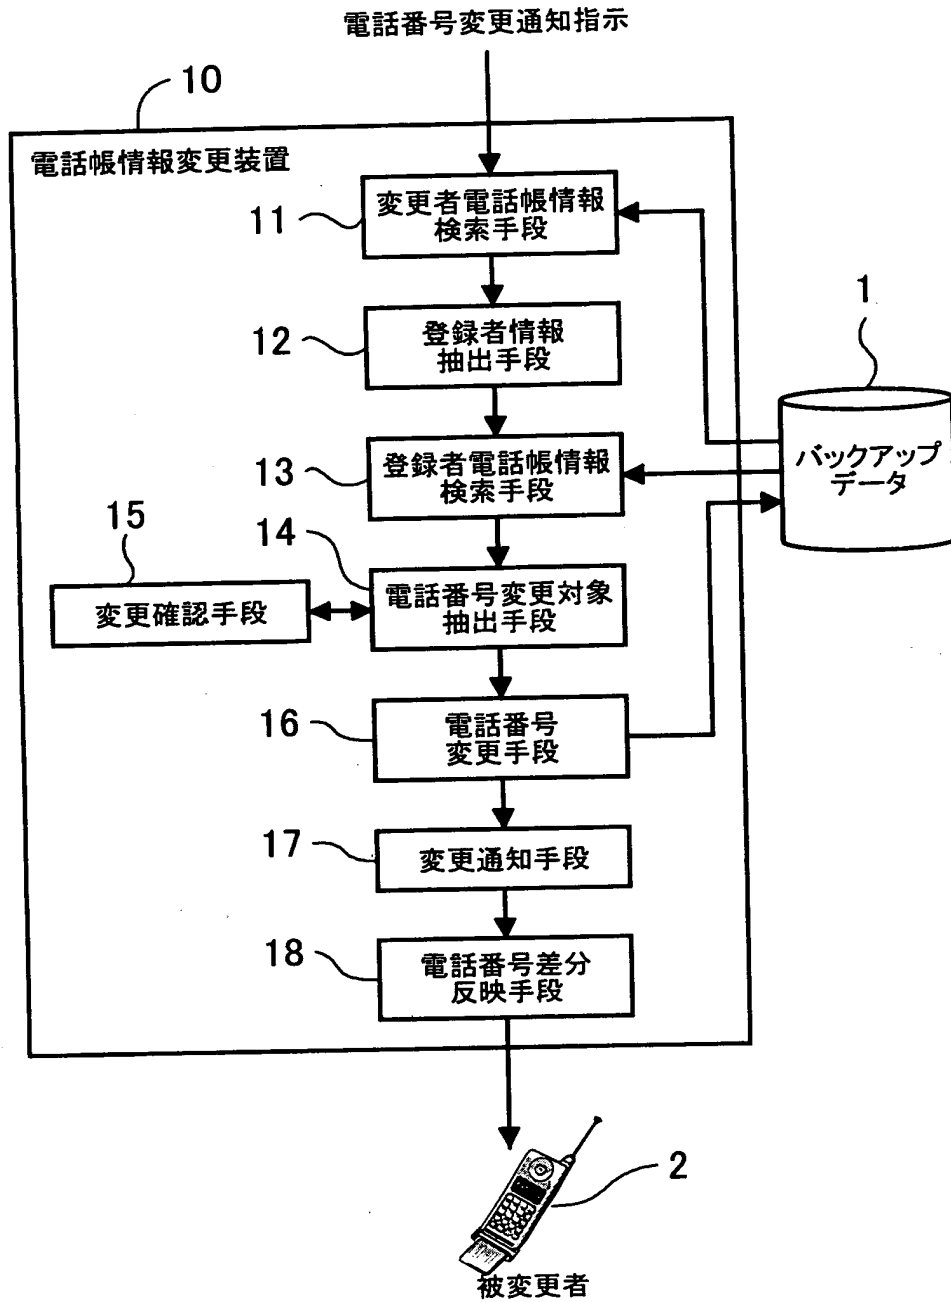 電話番号変更通知指示
10
電話帳情報変更装置
11
変更者電話帳情報
検索手段
12
登録者情報
抽出手段
1
バックアップ
データ
13
登録者電話帳情報
検索手段
14
電話番号変更対象
抽出手段
15
変更確認手段
16
電話番号
変更手段
17
変更通知手段
18
電話番号差分
反映手段
2
被変更者